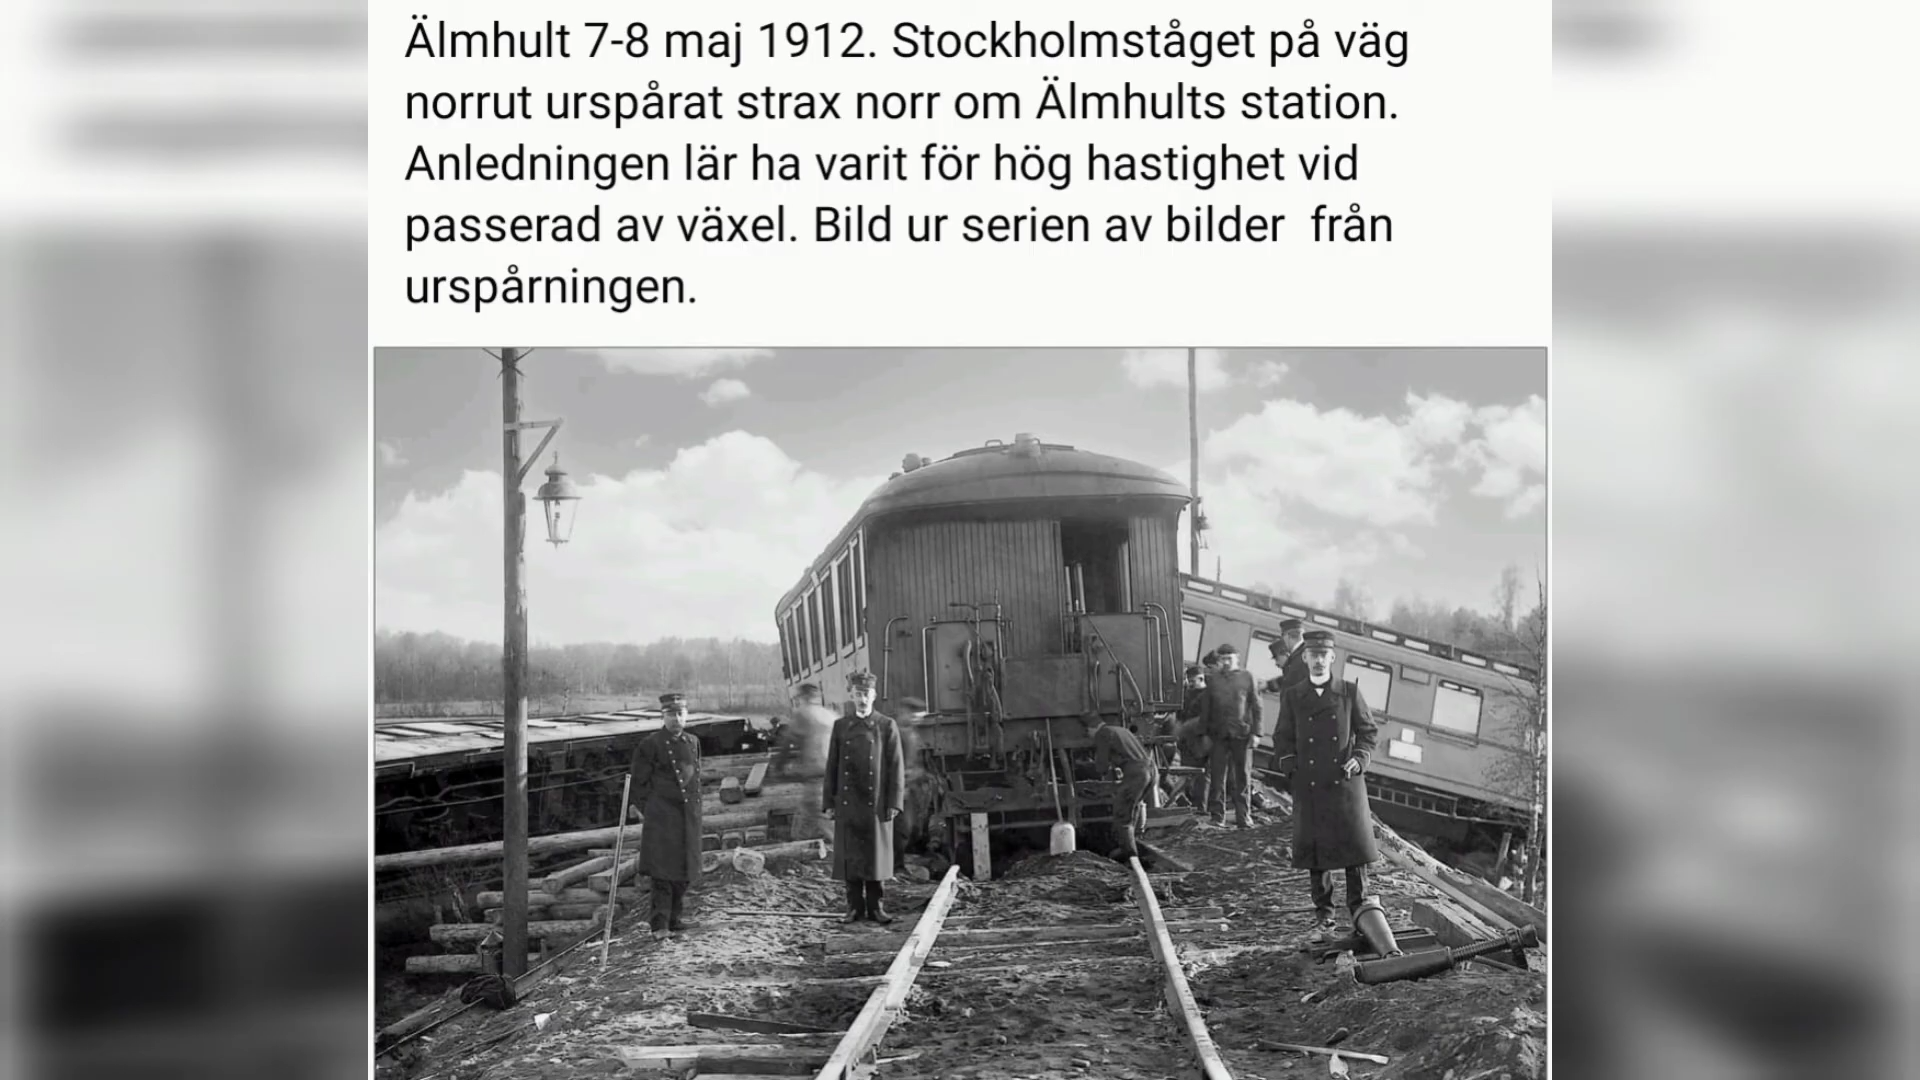 Älmhult 7-8 maj 1912. Stockholmståget på väg
norrut urspårat strax norr om Älmhults station.
Anledningen lär ha varit för hög hastighet vid
passerad av växel. Bild ur serien av bilder  från
urspårningen.